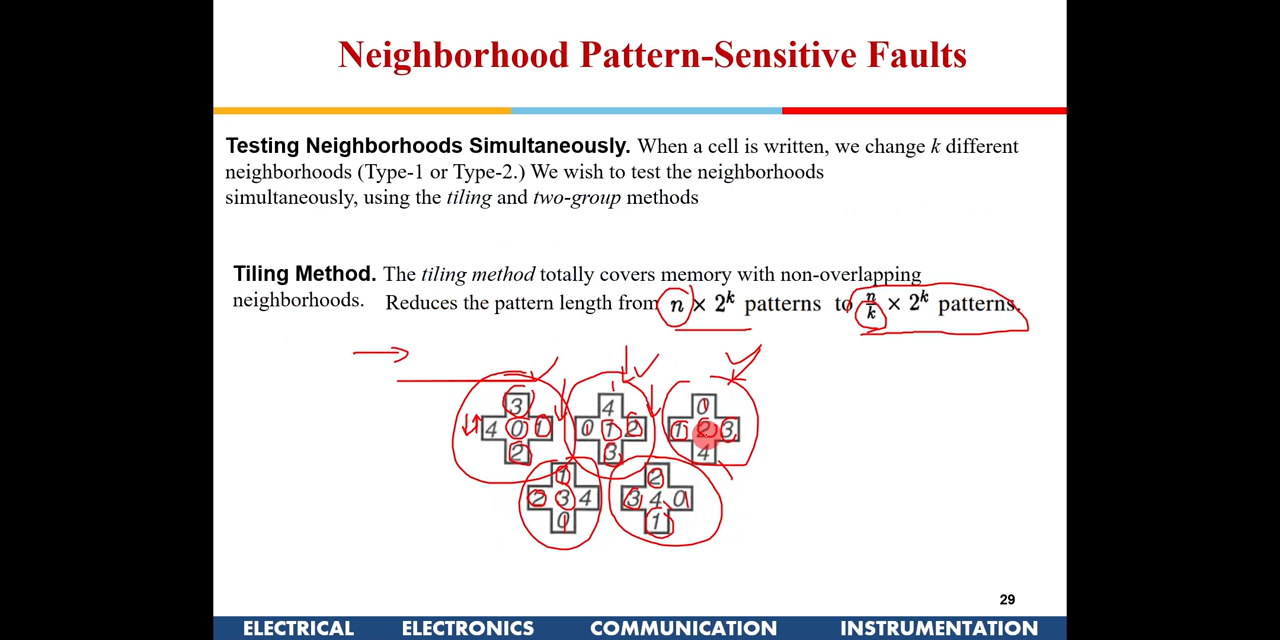 Neighborhood Pattern-Sensitive Faults
Testing Neighborhoods Simultaneously. When a cell is written, we change k different
neighborhoods (Type-1 or Type-2.) We wish to test the neighborhoods
simultaneously, using the tiling and two-group methods
Tiling Method. The tiling method totally covers memory with non-overlapping
neighborhoods. Reduces the pattern length from n × 2^k patterns to n/k × 2^k patterns.
3 4 0
4 0 1 0 1 2 1 2 3
2 3 4
1 2
2 3 4 3 4 0
0 1
29
ELECTRICAL ELECTRONICS COMMUNICATION INSTRUMENTATION